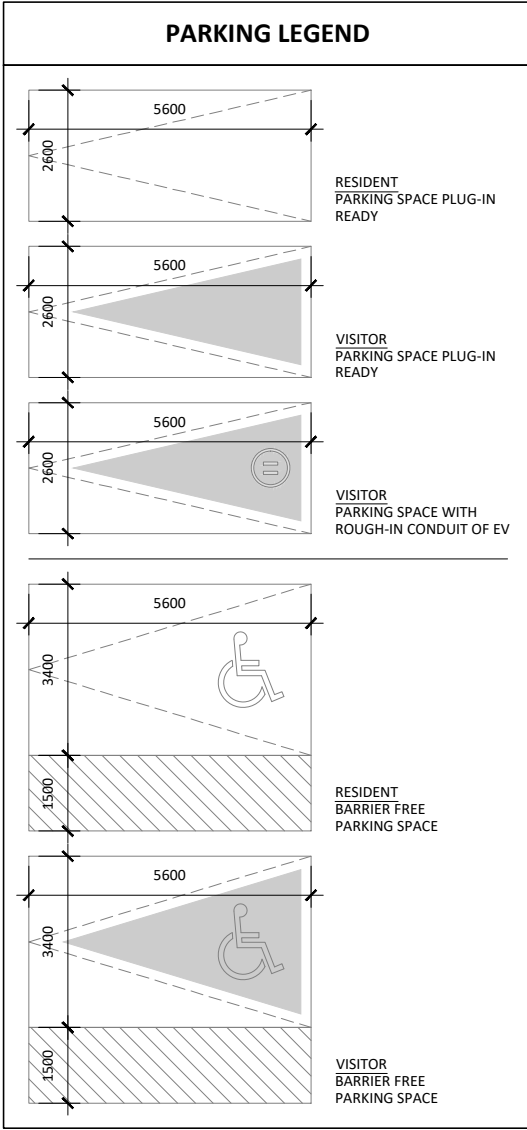 PARKING LEGEND
5600
2600
RESIDENT
PARKING SPACE PLUG-IN
READY
5600
2600
VISITOR
PARKING SPACE PLUG-IN
READY
5600
2600
VISITOR
PARKING SPACE WITH
ROUGH-IN CONDUIT OF EV
5600
3400
1500
RESIDENT
BARRIER FREE
PARKING SPACE
5600
3400
1500
VISITOR
BARRIER FREE
PARKING SPACE